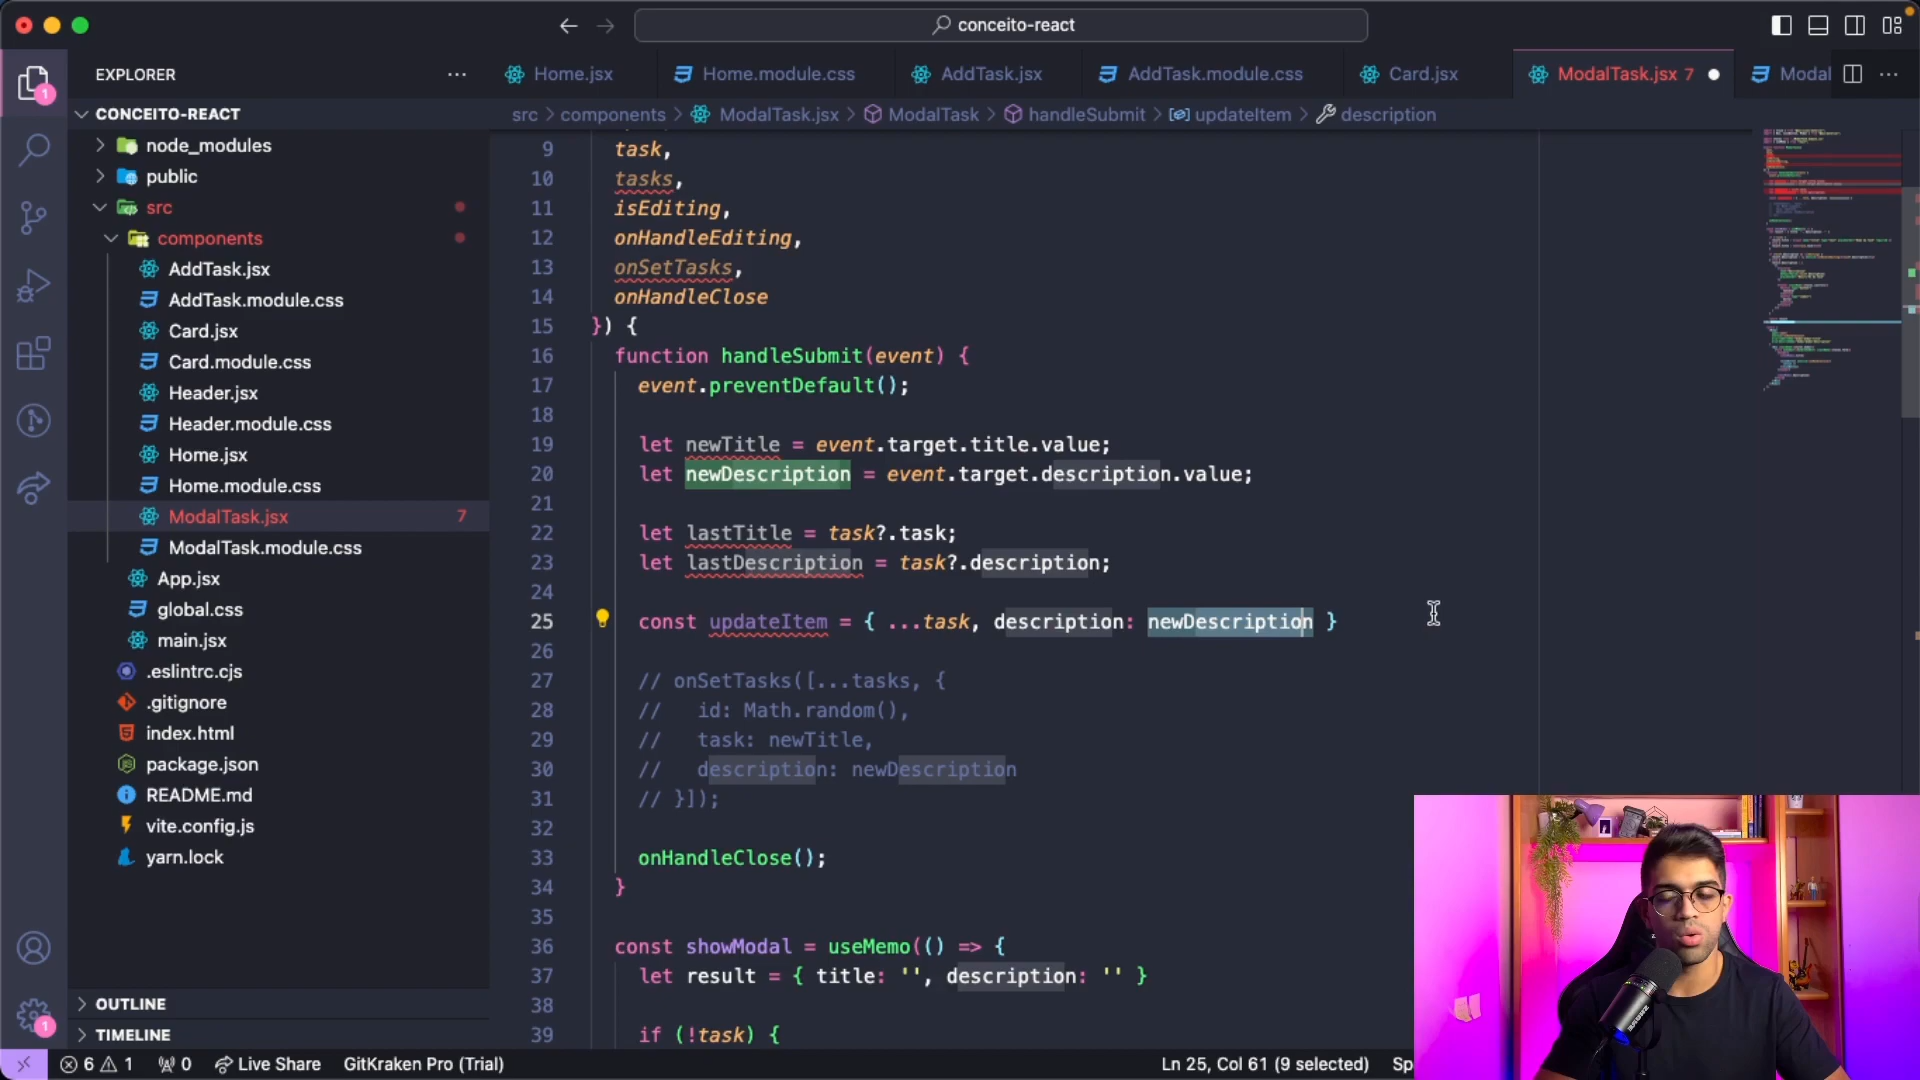 conceito-react
EXPLORER
Home.jsx
Home.module.css
AddTask.jsx
AddTask.module.css
Card.jsx
ModalTask.jsx 7
Modal
src > components > ModalTask.jsx > ModalTask > handleSubmit > updateItem > description
CONCEITO-REACT
node_modules
public
src
components
AddTask.jsx
AddTask.module.css
Card.jsx
Card.module.css
Header.jsx
Header.module.css
Home.jsx
Home.module.css
ModalTask.jsx 7
ModalTask.module.css
App.jsx
global.css
main.jsx
.eslintrc.cjs
.gitignore
index.html
package.json
README.md
vite.config.js
yarn.lock
OUTLINE
TIMELINE
1
1
9 task,
10 tasks,
11 isEditing,
12 onHandleEditing,
13 onSetTasks,
14 onHandleClose
15 }) {
16 function handleSubmit(event) {
17 event.preventDefault();
18
19 let newTitle = event.target.title.value;
20 let newDescription = event.target.description.value;
21
22 let lastTitle = task?.task;
23 let lastDescription = task?.description;
24
25 const updateItem = { ...task, description: newDescription }
26
27 // onSetTasks([...tasks, {
28 // id: Math.random(),
29 // task: newTitle,
30 // description: newDescription
31 // }]);
32
33 onHandleClose();
34 }
35
36 const showModal = useMemo(() => {
37 let result = { title: '', description: '' }
38
39 if (!task) {
6 1 0 Live Share GitKraken Pro (Trial) Ln 25, Col 61 (9 selected) Sp